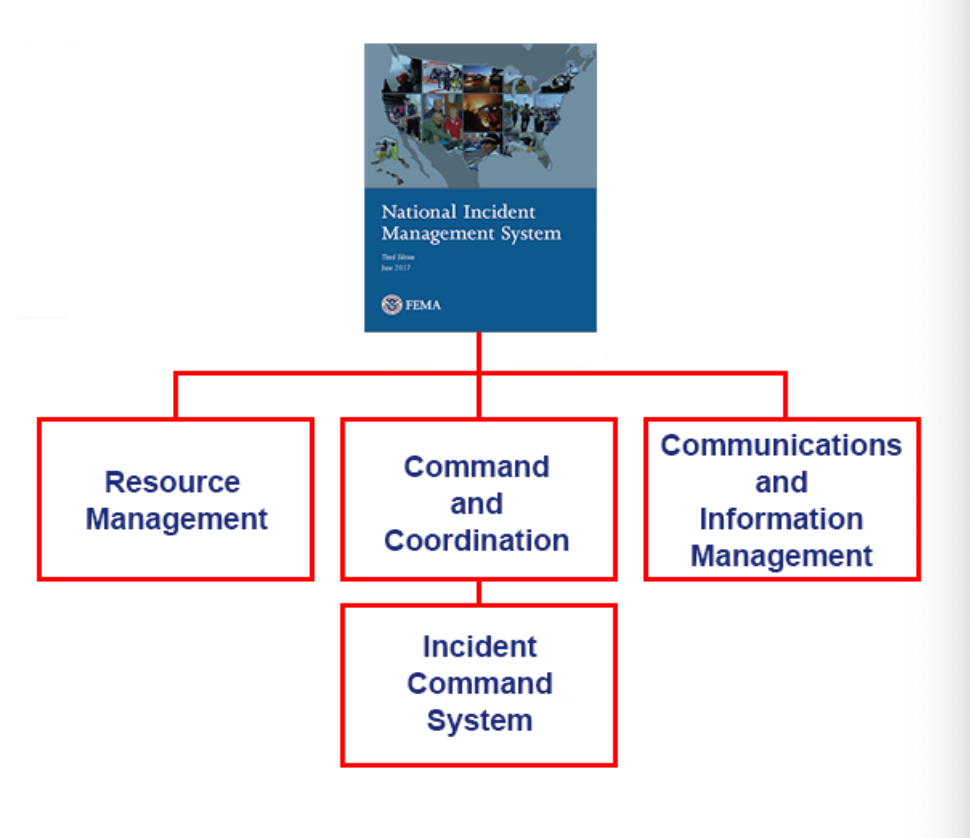 National Incident
Management System
Third Edition
June 2017
FEMA
Resource
Management
Command
and
Coordination
Communications
and
Information
Management
Incident
Command
System